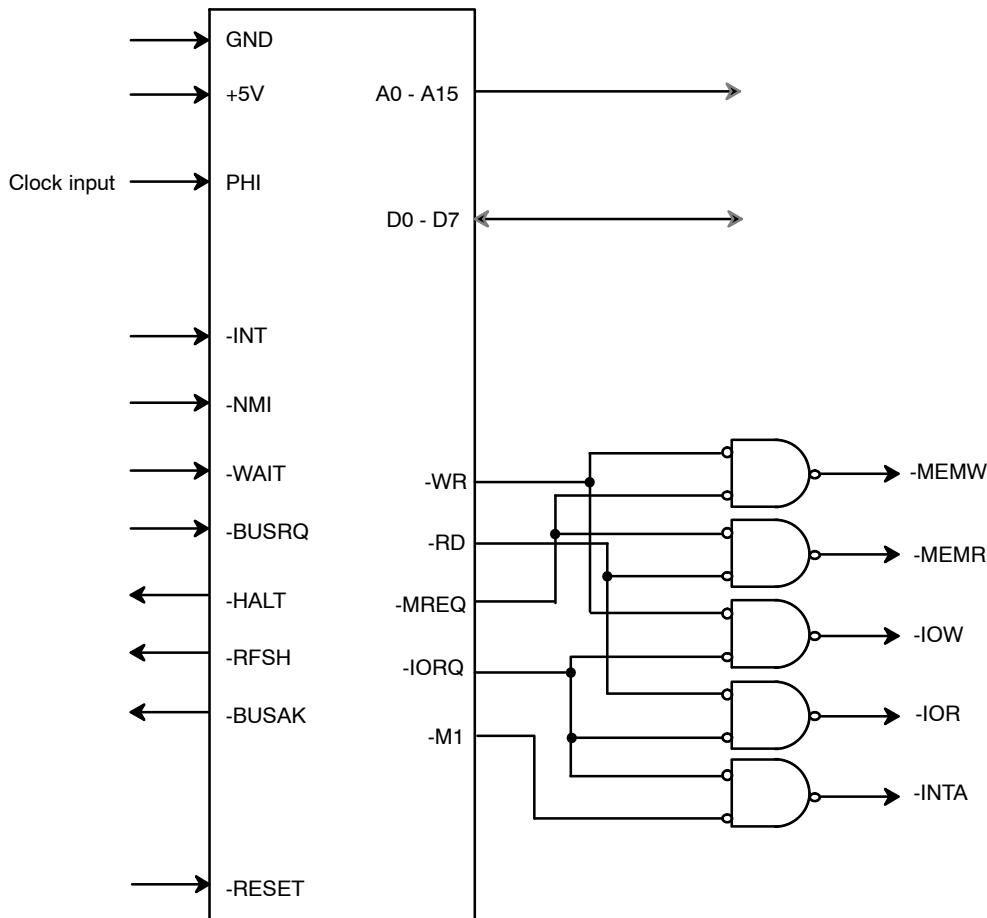 GND
+5V
A0 - A15
Clock input
PHI
D0 - D7
-INT
-NMI
-WAIT
-BUSRQ
-HALT
-RFSH
-BUSAK
-RESET
-WR
-RD
-MREQ
-IORQ
-M1
-MEMW
-MEMR
-IOW
-IOR
-INTA